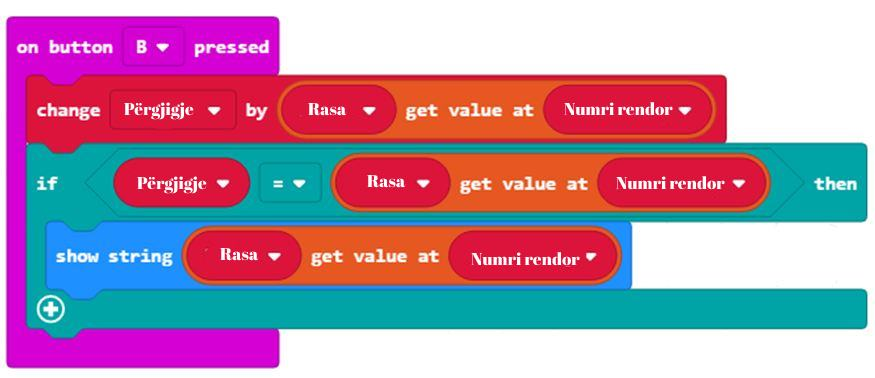 on button B pressed
change Përgjigje by Rasa get value at Numri rendor
if Përgjigje = Rasa get value at Numri rendor then
show string Rasa get value at Numri rendor